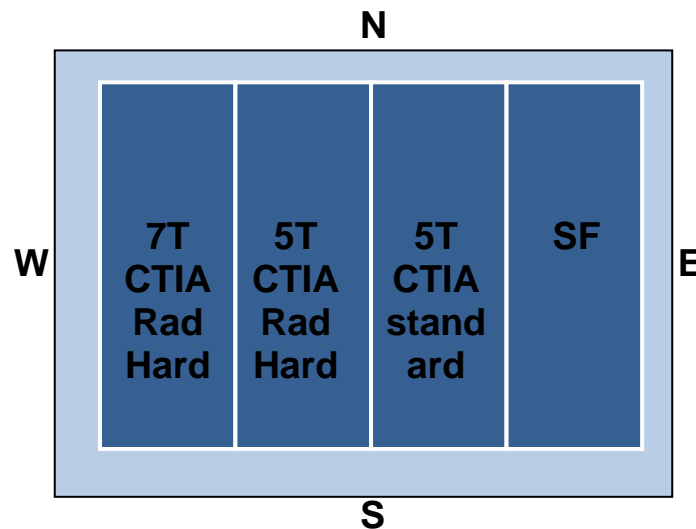 N
W
7T
CTIA
Rad
Hard
5T
CTIA
Rad
Hard
5T
CTIA
stand
ard
SF
E
S